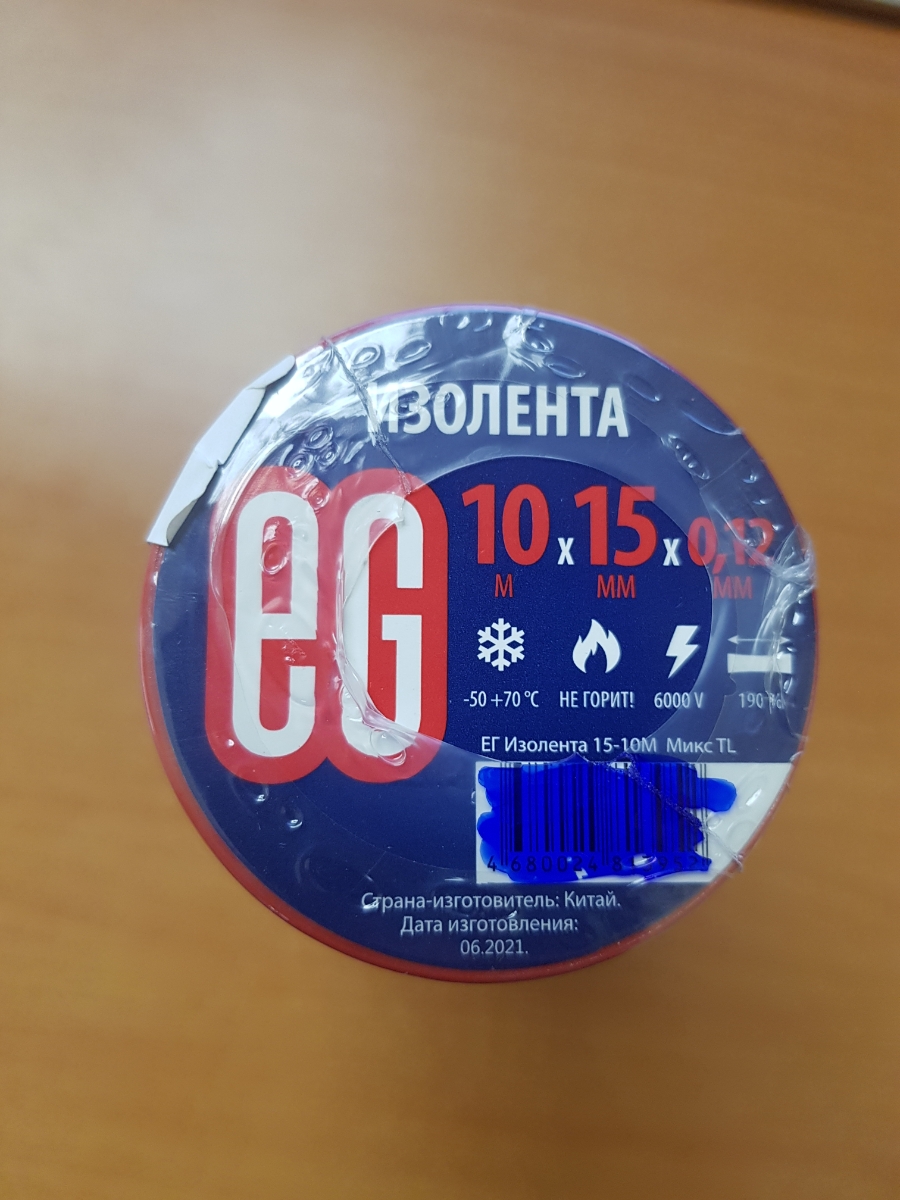 ИЗОЛЕНТА
eG
10 х 15 х 0,12
М ММ ММ
-50 +70 °C НЕ ГОРИТ! 6000 V 190 %
ЕГ Изолента 15-10М Микс TL
Страна-изготовитель: Китай.
Дата изготовления:
06.2021.